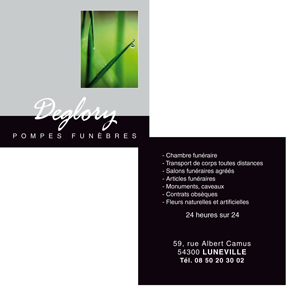 Deglory
POMPES FUNÈBRES
- Chambre funéraire
- Transport de corps toutes distances
- Salons funéraires agréés
- Articles funéraires
- Monuments, caveaux
- Contrats obsèques
- Fleurs naturelles et artificielles
24 heures sur 24
59, rue Albert Camus
54300 LUNEVILLE
Tél. 08 50 20 30 02